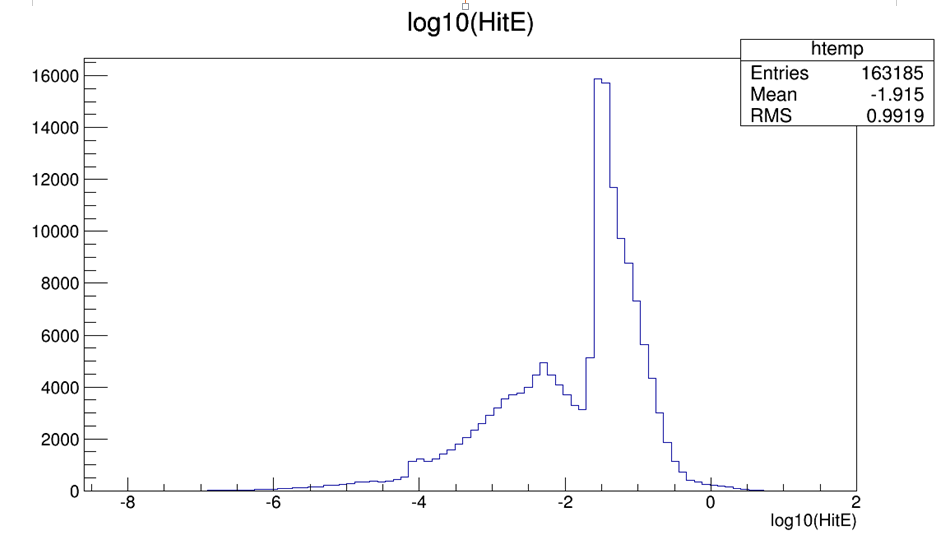 log10(HitE)
htemp
Entries 163185
Mean -1.915
RMS 0.9919
16000
14000
12000
10000
8000
6000
4000
2000
0
-8 -6 -4 -2 0 2
log10(HitE)